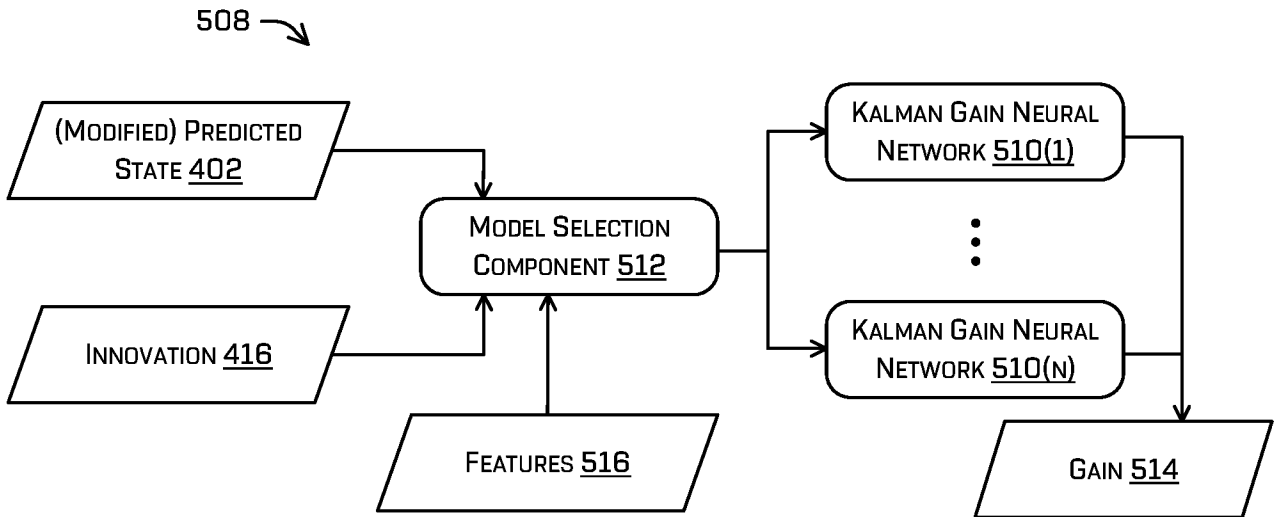 508
(Modified) Predicted
State 402
Innovation 416
Features 516
Model Selection
Component 512
Kalman Gain Neural
Network 510(1)
Kalman Gain Neural
Network 510(n)
Gain 514